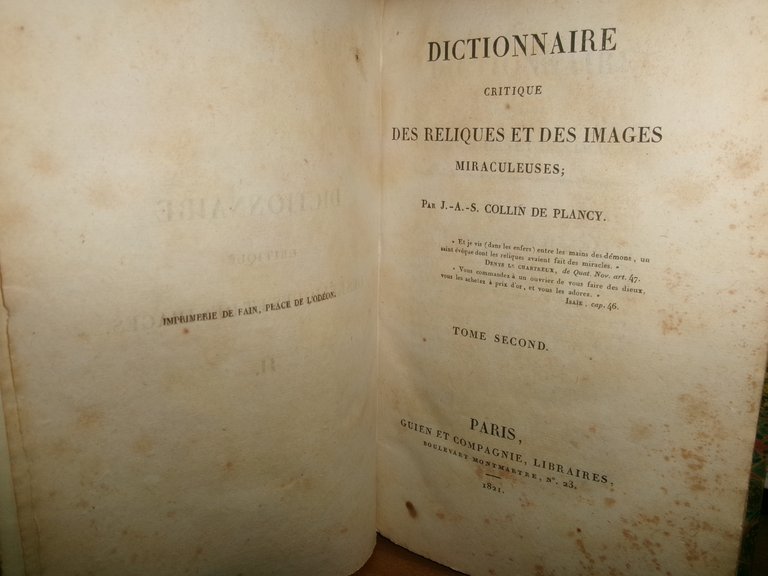 IMPRIMERIE DE FAIN, PLACE DE L'ODÉON.
DICTIONNAIRE
CRITIQUE
DES RELIQUES ET DES IMAGES
MIRACULEUSES;
PAR J.-A.-S. COLLIN DE PLANCY.
« Et je vis (dans les enfers) entre les mains des démons, un
saint évêque dont les reliques avaient fait des miracles. »
DENYS LE CHARTREUX, de Quat. Nov. art. 47.
« Vous commandez à un ouvrier de vous faire des dieux,
vous les achetez à prix d'or, et vous les adorez. »
ISAÏE, cap. 46.
TOME SECOND.
PARIS,
GUIEN ET COMPAGNIE, LIBRAIRES,
BOULEVART MONTMARTRE, N°. 23.
1821.